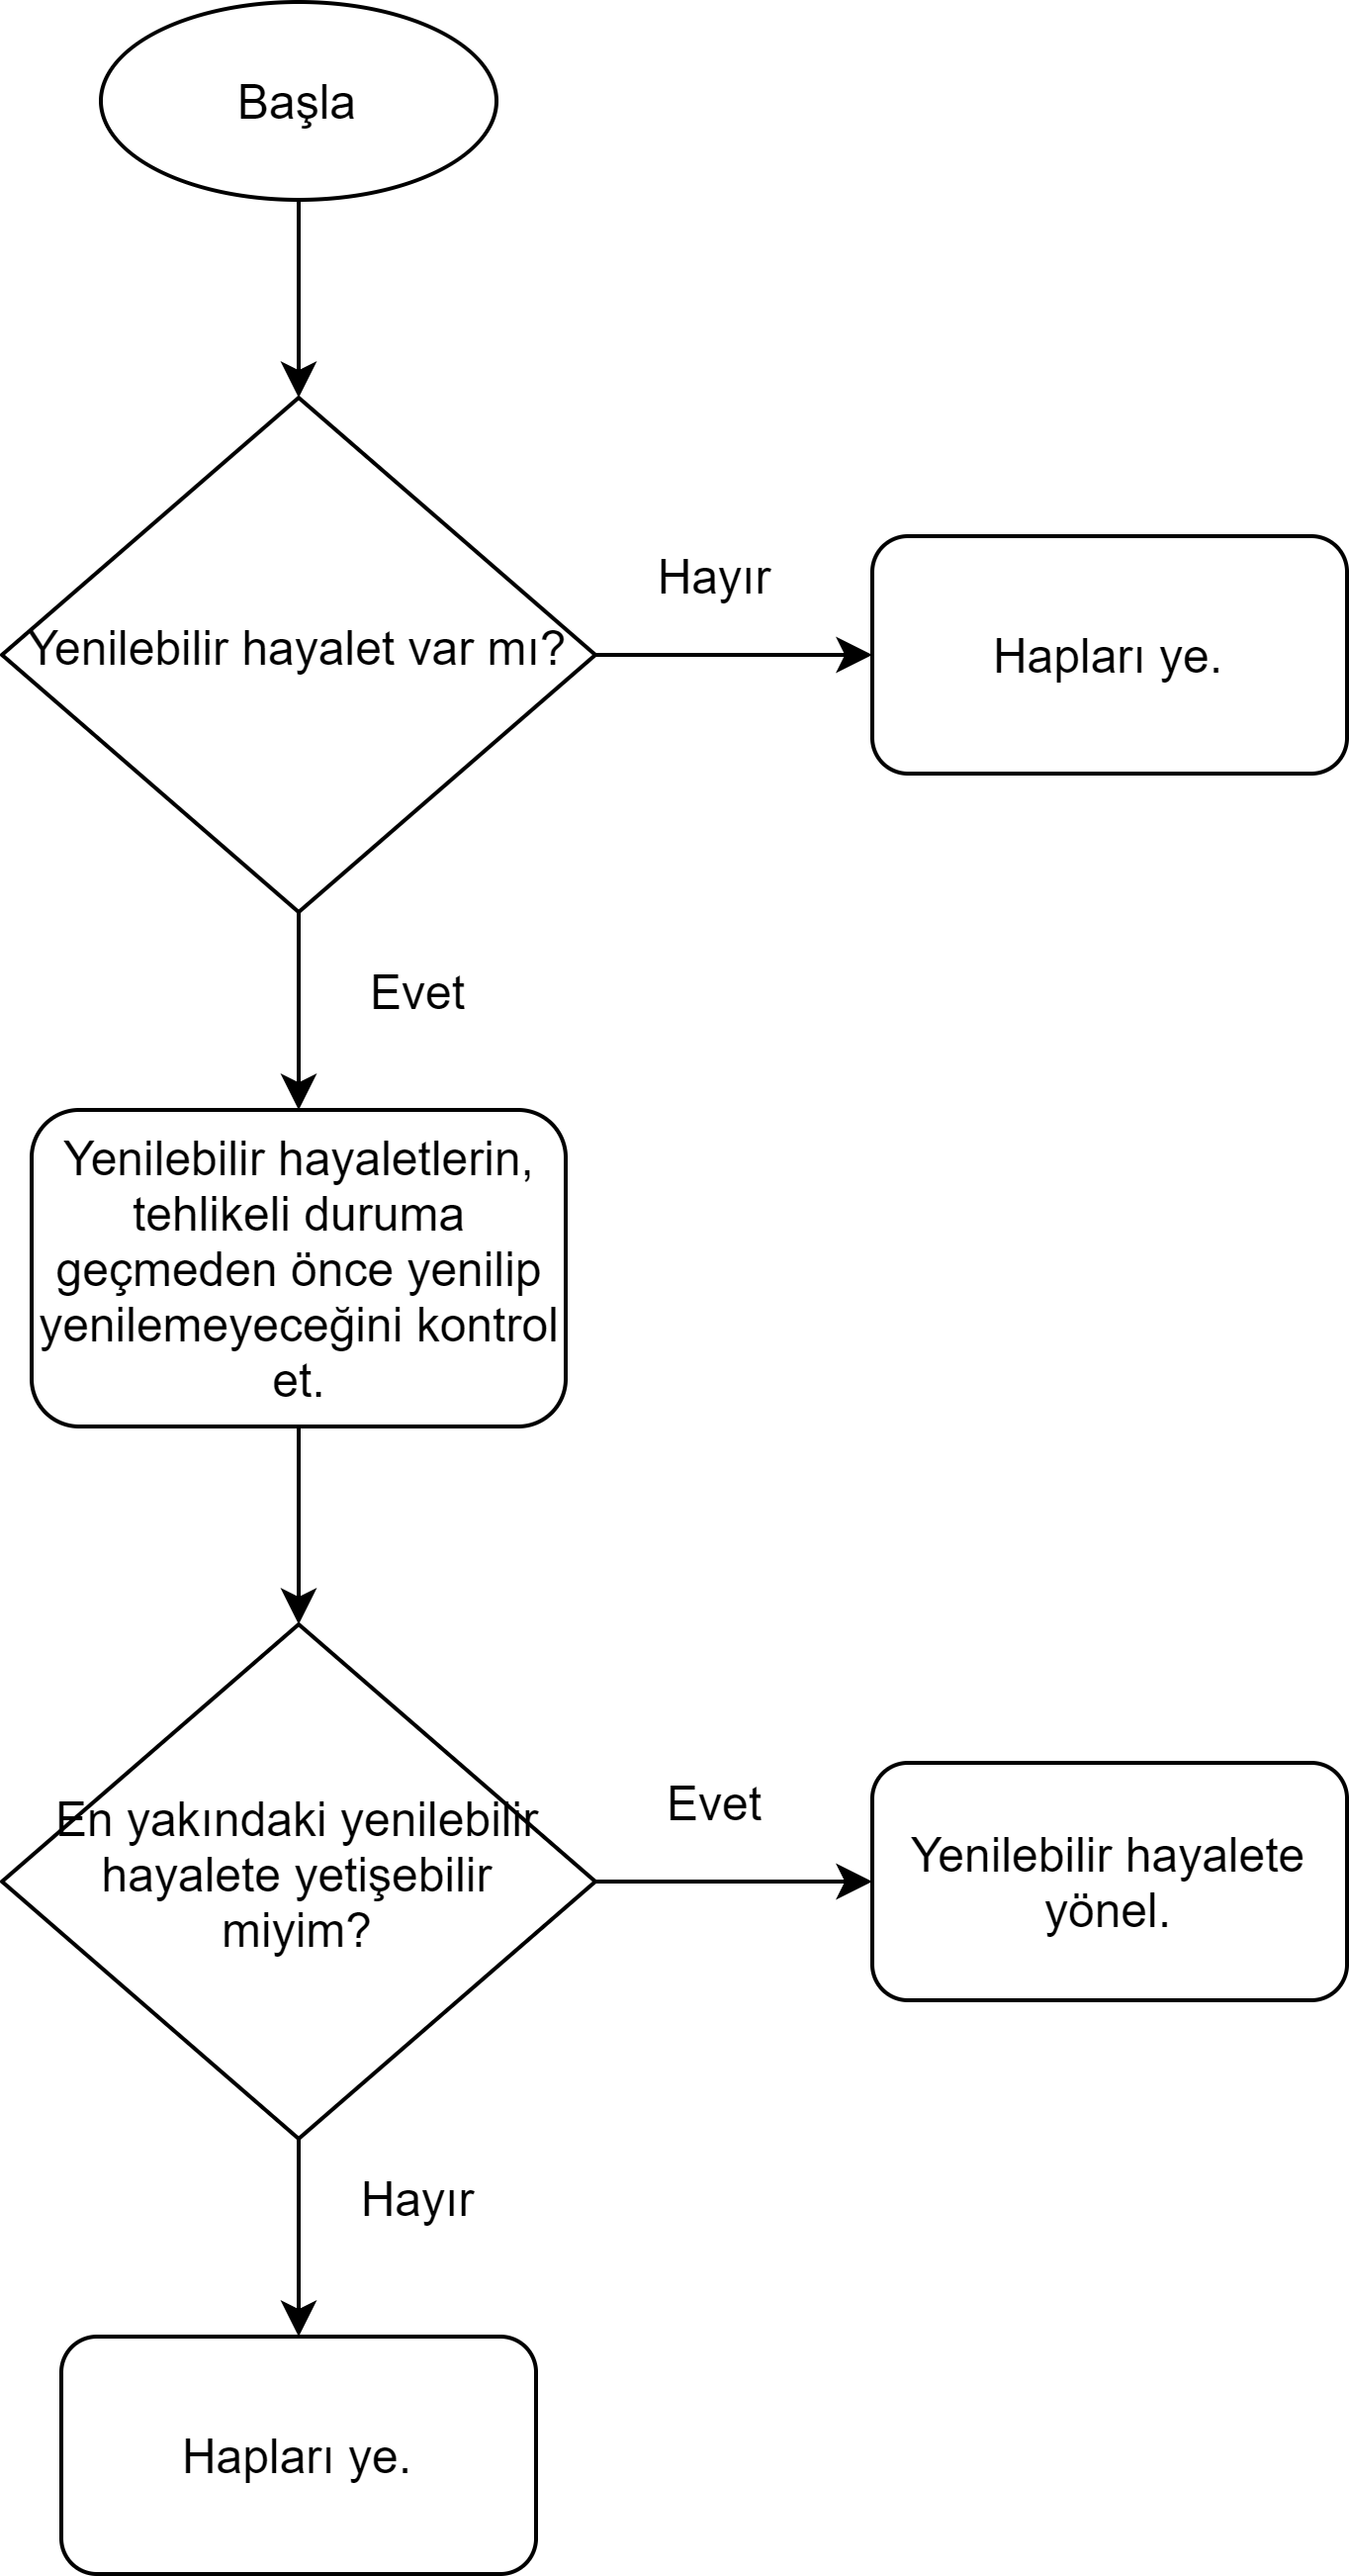 Başla
Yenilebilir hayalet var mı?
Hayır
Hapları ye.
Evet
Yenilebilir hayaletlerin,
tehlikeli duruma
geçmeden önce yenilip
yenilemeyeceğini kontrol
et.
En yakındaki yenilebilir
hayalete yetişebilir
miyim?
Evet
Yenilebilir hayalete
yönel.
Hayır
Hapları ye.